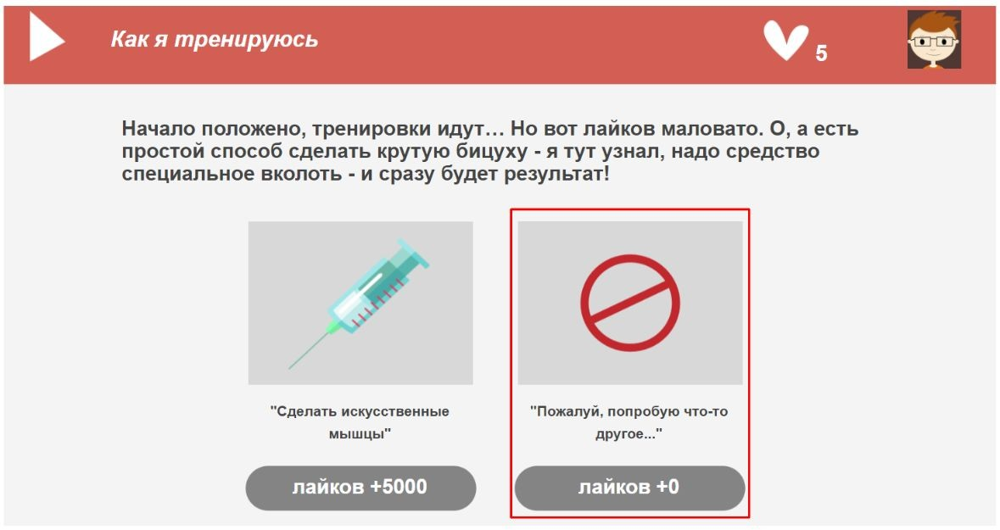 Как я тренируюсь
5
Начало положено, тренировки идут… Но вот лайков маловато. О, а есть
простой способ сделать крутую бицуху - я тут узнал, надо средство
специальное вколоть - и сразу будет результат!
"Сделать искусственные
мышцы"
лайков +5000
"Пожалуй, попробую что-то
другое..."
лайков +0